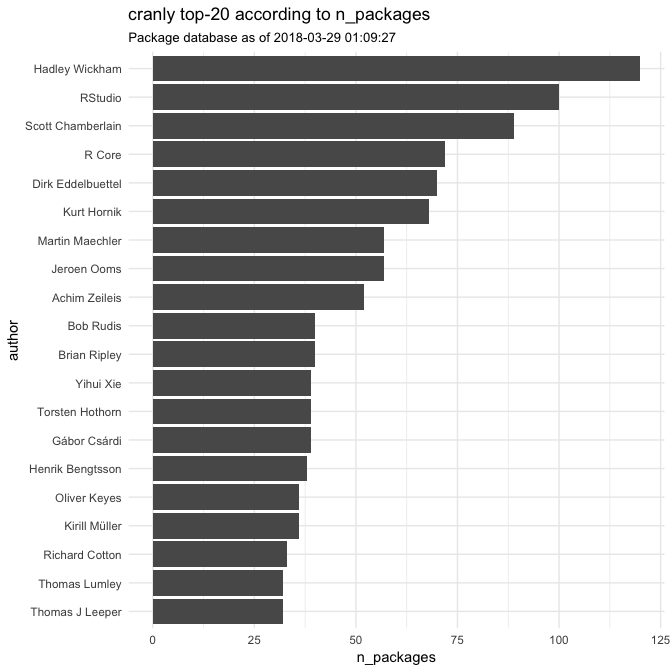 cranly top-20 according to n_packages
Package database as of 2018-03-29 01:09:27
author
Hadley Wickham
RStudio
Scott Chamberlain
R Core
Dirk Eddelbuettel
Kurt Hornik
Martin Maechler
Jeroen Ooms
Achim Zeileis
Bob Rudis
Brian Ripley
Yihui Xie
Torsten Hothorn
Gábor Csárdi
Henrik Bengtsson
Oliver Keyes
Kirill Müller
Richard Cotton
Thomas Lumley
Thomas J Leeper
0 25 50 75 100 125
n_packages